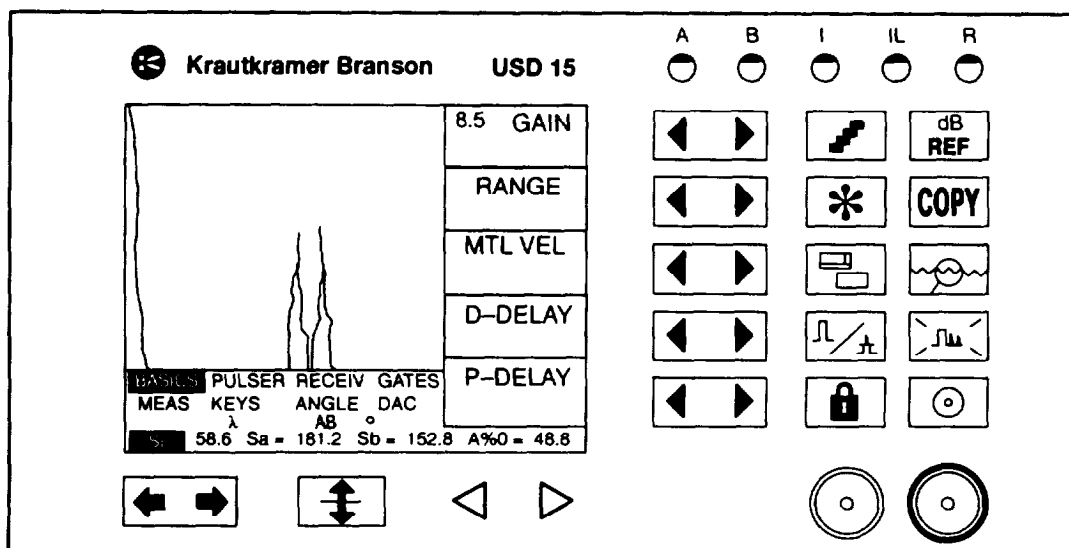 A B I IL R
Krautkramer Branson USD 15
8.5 GAIN
dB
REF
RANGE
COPY
MTL VEL
D–DELAY
P–DELAY
BASICS PULSER RECEIV GATES
MEAS KEYS ANGLE DAC
λ AB °
58.6 Sa = 181.2 Sb = 152.8 A%0 = 48.8